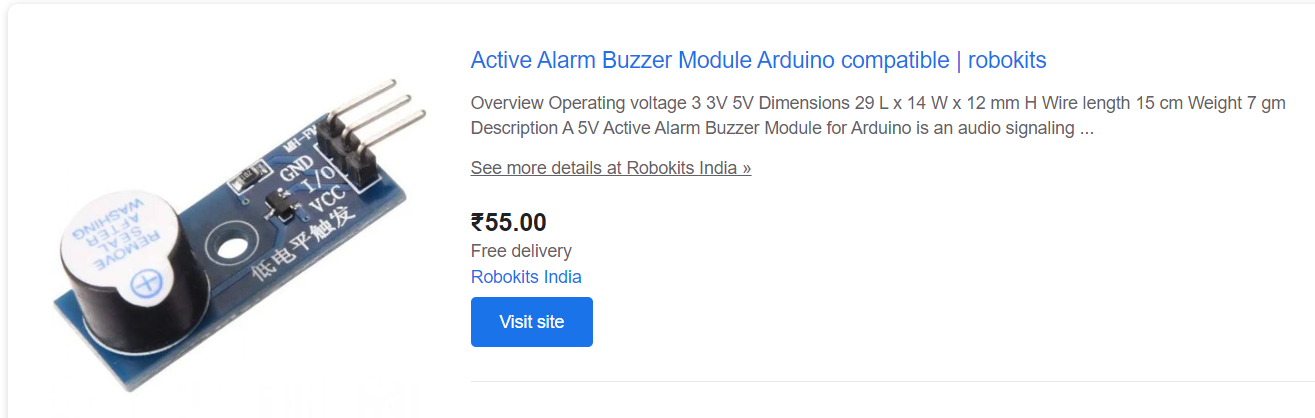 Active Alarm Buzzer Module Arduino compatible | robokits
Overview Operating voltage 3 3V 5V Dimensions 29 L x 14 W x 12 mm H Wire length 15 cm Weight 7 gm
Description A 5V Active Alarm Buzzer Module for Arduino is an audio signaling ...
See more details at Robokits India »
₹55.00
Free delivery
Robokits India
Visit site
GND
I/O
VCC
低电平触发
REMOVE
SEAL
AFTER
WASHING